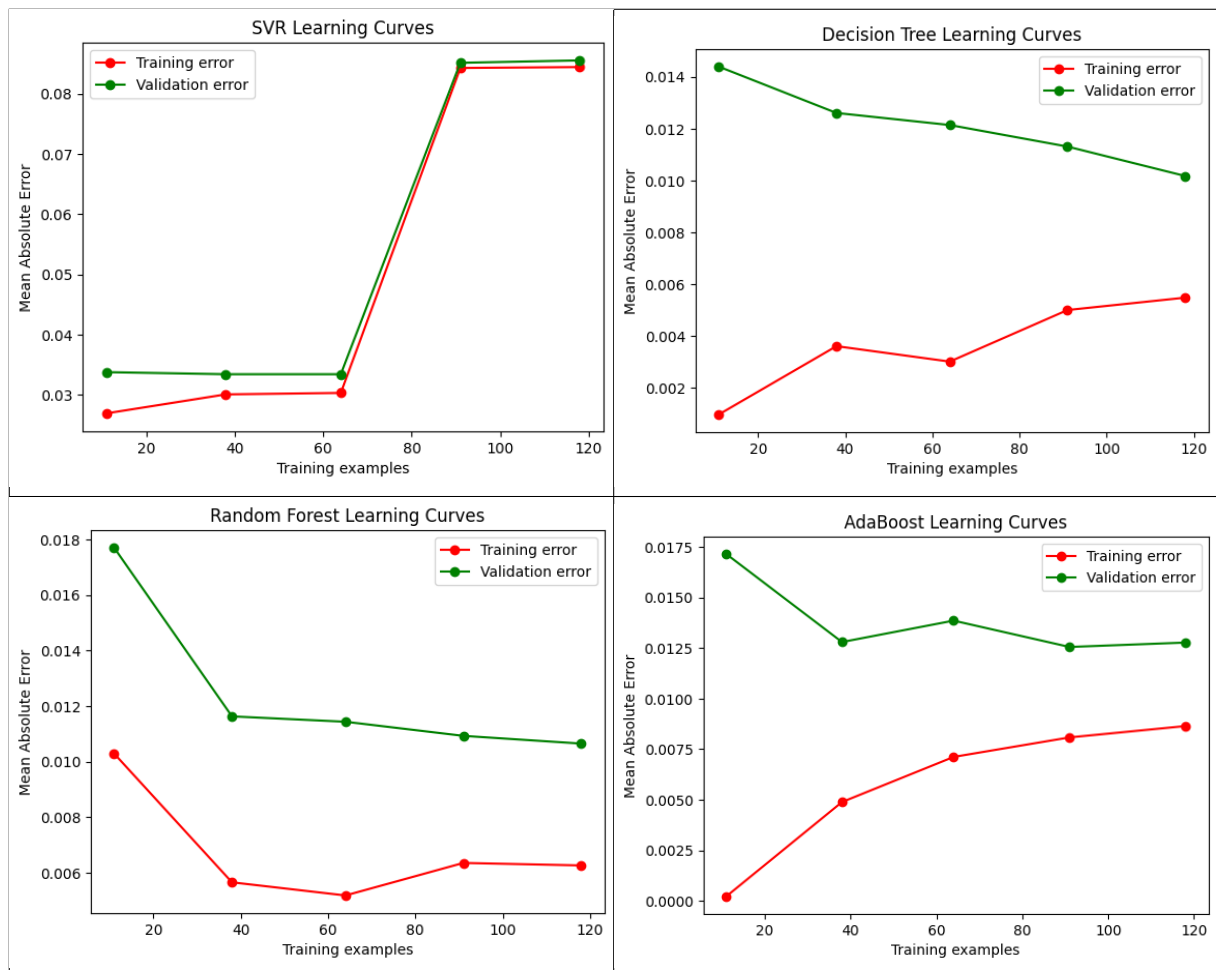 SVR Learning Curves
Training error
Validation error
Mean Absolute Error
0.08
0.07
0.06
0.05
0.04
0.03
20 40 60 80 100 120
Training examples
Decision Tree Learning Curves
Training error
Validation error
Mean Absolute Error
0.014
0.012
0.010
0.008
0.006
0.004
0.002
20 40 60 80 100 120
Training examples
Random Forest Learning Curves
Training error
Validation error
Mean Absolute Error
0.018
0.016
0.014
0.012
0.010
0.008
0.006
20 40 60 80 100 120
Training examples
AdaBoost Learning Curves
Training error
Validation error
Mean Absolute Error
0.0175
0.0150
0.0125
0.0100
0.0075
0.0050
0.0025
0.0000
20 40 60 80 100 120
Training examples